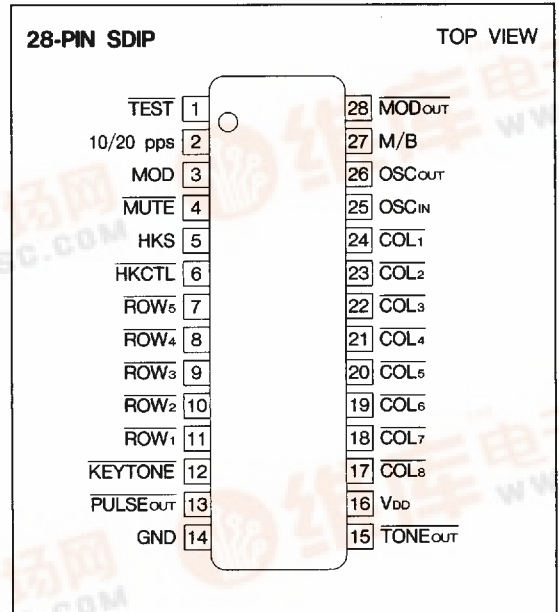 28-PIN SDIP TOP VIEW
TEST 1 28 MODOUT
10/20 pps 2 27 M/B
MOD 3 26 OSCOUT
MUTE 4 25 OSCIN
HKS 5 24 COL1
HKCTL 6 23 COL2
ROW5 7 22 COL3
ROW4 8 21 COL4
ROW3 9 20 COL5
ROW2 10 19 COL6
ROW1 11 18 COL7
KEYTONE 12 17 COL8
PULSEOUT 13 16 VDD
GND 14 15 TONEOUT